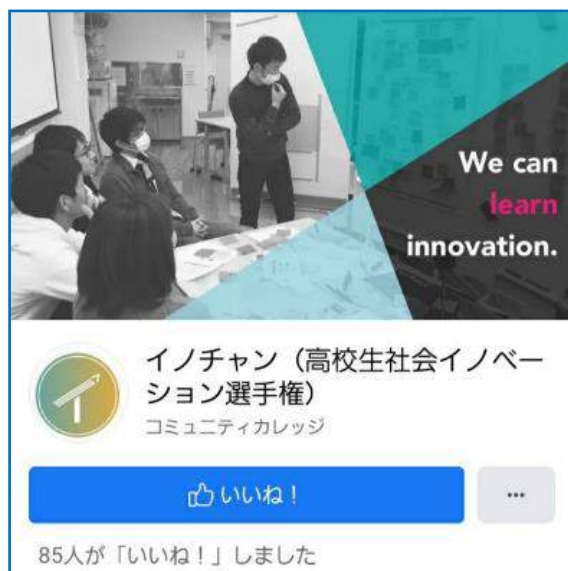 We can
learn
innovation.
イノチャン（高校生社会イノベー
ション選手権）
コミュニティカレッジ
いいね！
85人が「いいね！」しました